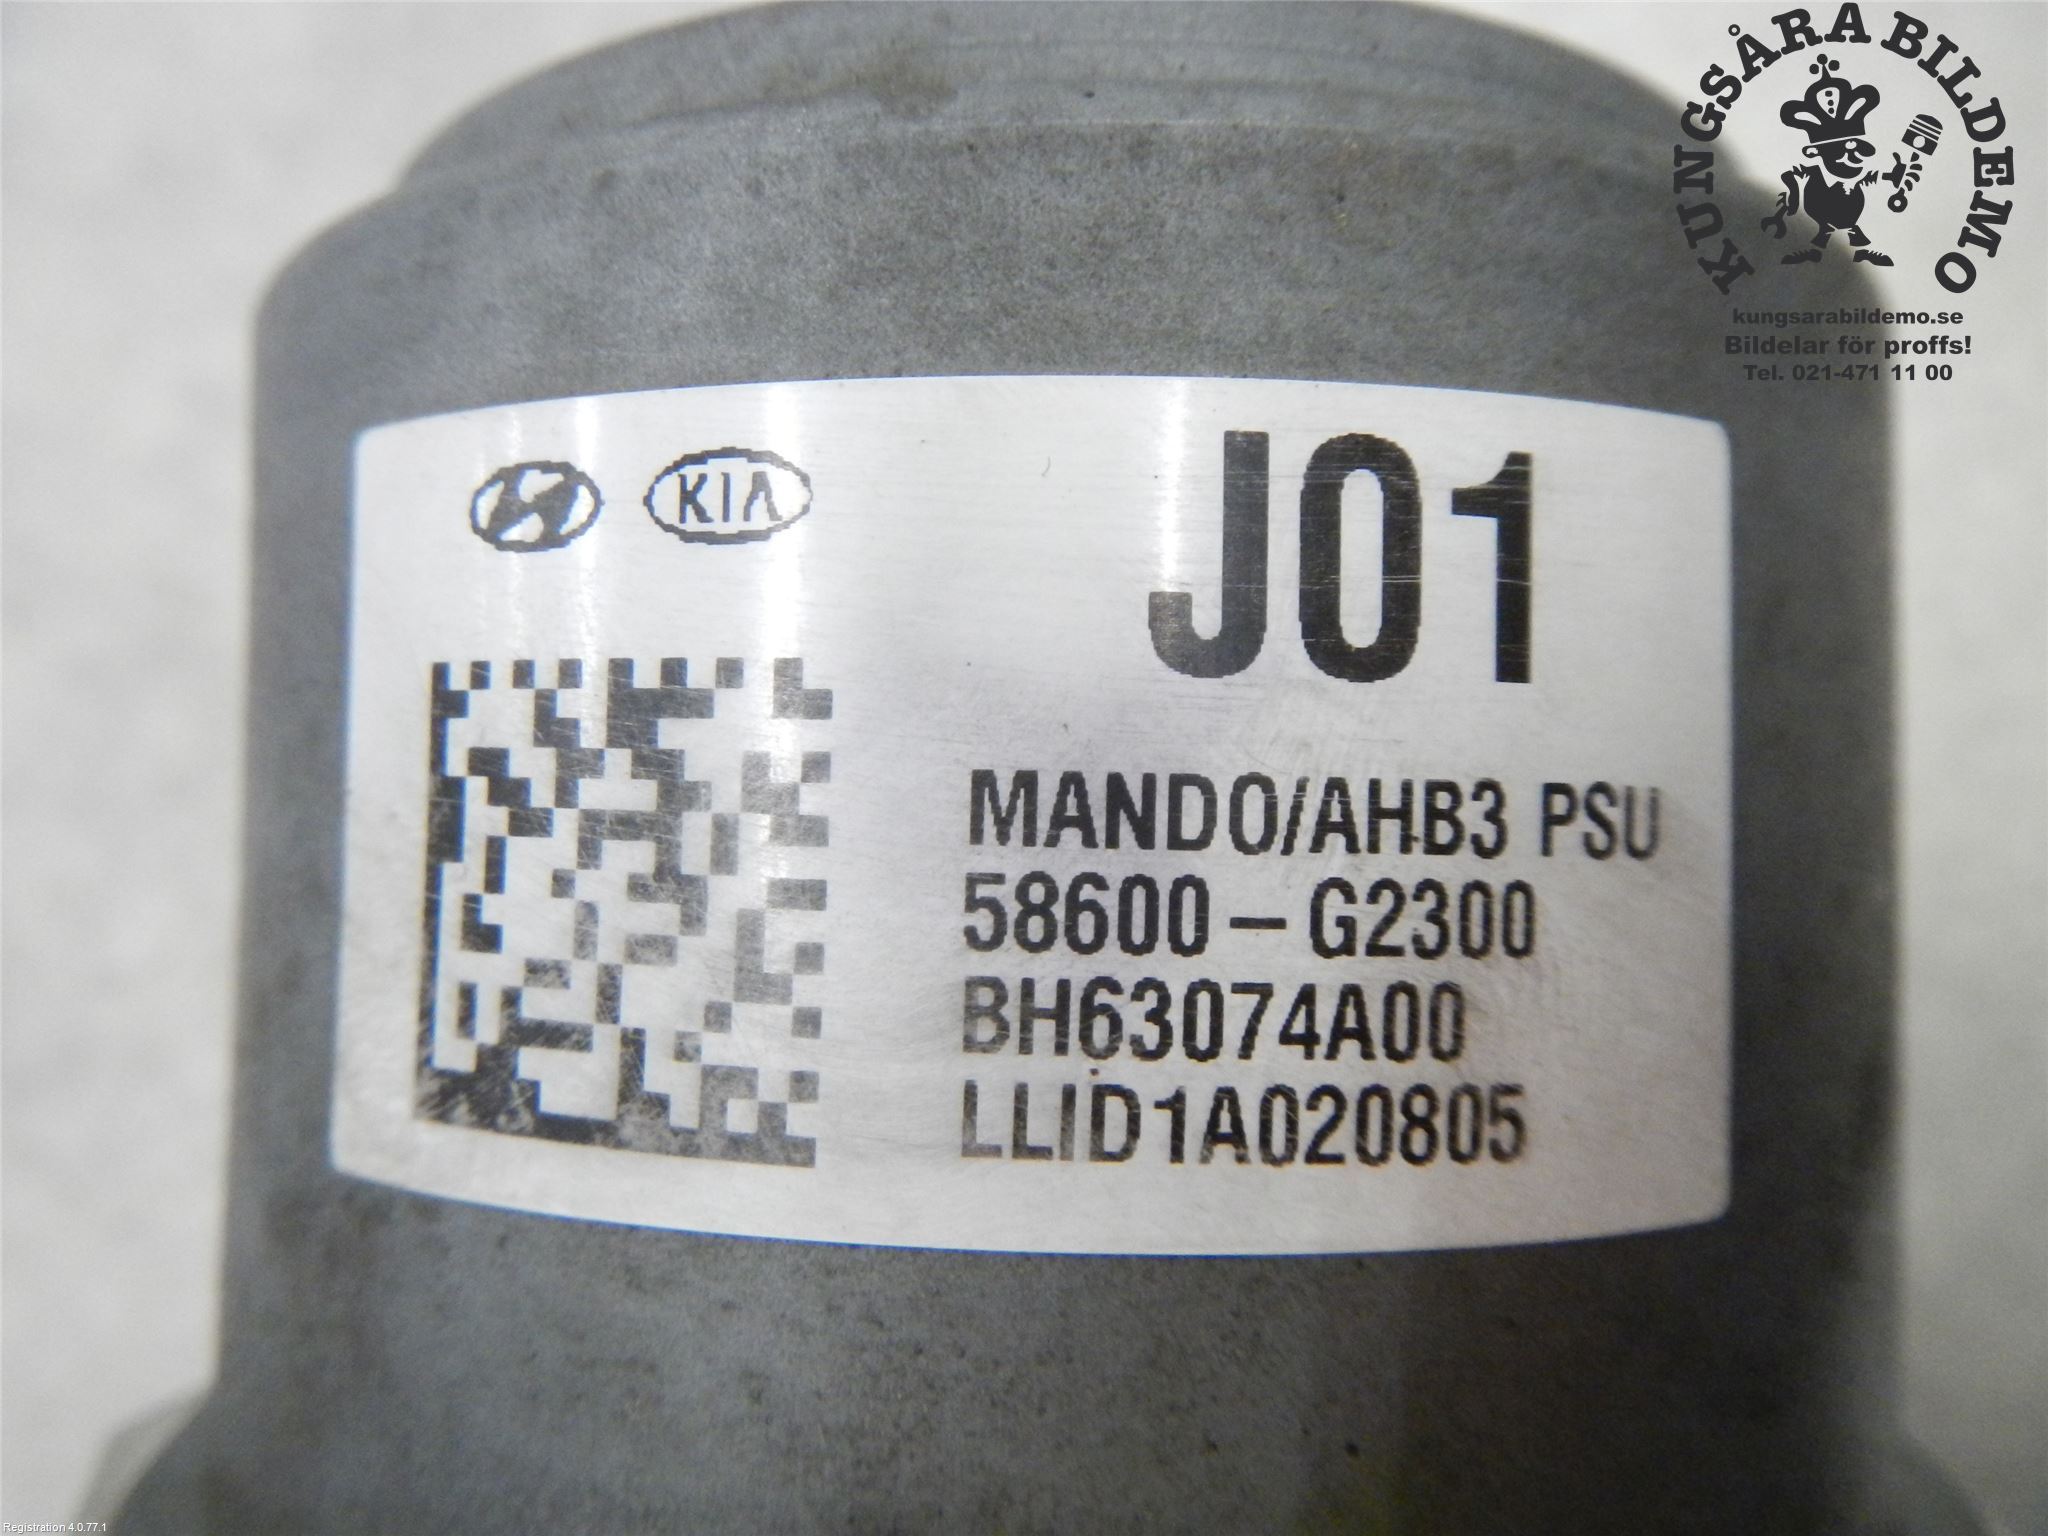 KUNGSÅRA BILDEMO
kungsarabildemo.se
Bildelar för proffs!
Tel. 021-471 11 00
KIA
J01
MANDO/AHB3 PSU
58600-G2300
BH63074A00
LLID1A020805
Registration 4.0.77.1